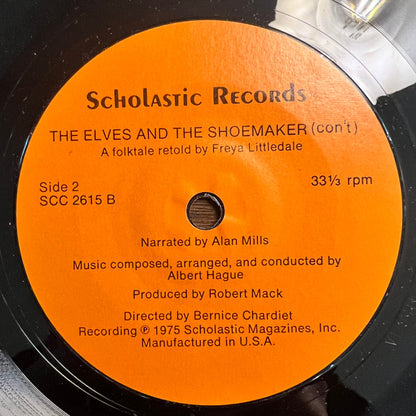 Scholastic Records
THE ELVES AND THE SHOEMAKER (con't)
A folktale retold by Freya Littledale
Side 2
SCC 2615 B
33⅓ rpm
Narrated by Alan Mills
Music composed, arranged, and conducted by
Albert Hague
Produced by Robert Mack
Directed by Bernice Chardiet
Recording ℗ 1975 Scholastic Magazines, Inc.
Manufactured in U.S.A.